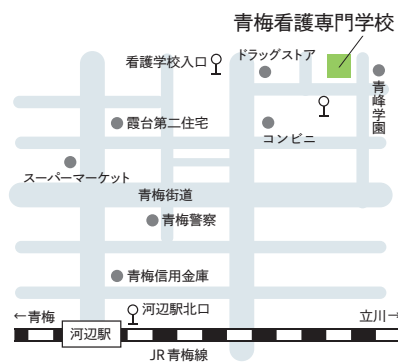 青梅看護専門学校
看護学校入口
ドラッグストア
青峰学園
霞台第二住宅
コンビニ
スーパーマーケット
青梅街道
青梅警察
青梅信用金庫
河辺駅北口
←青梅
立川→
河辺駅
JR青梅線